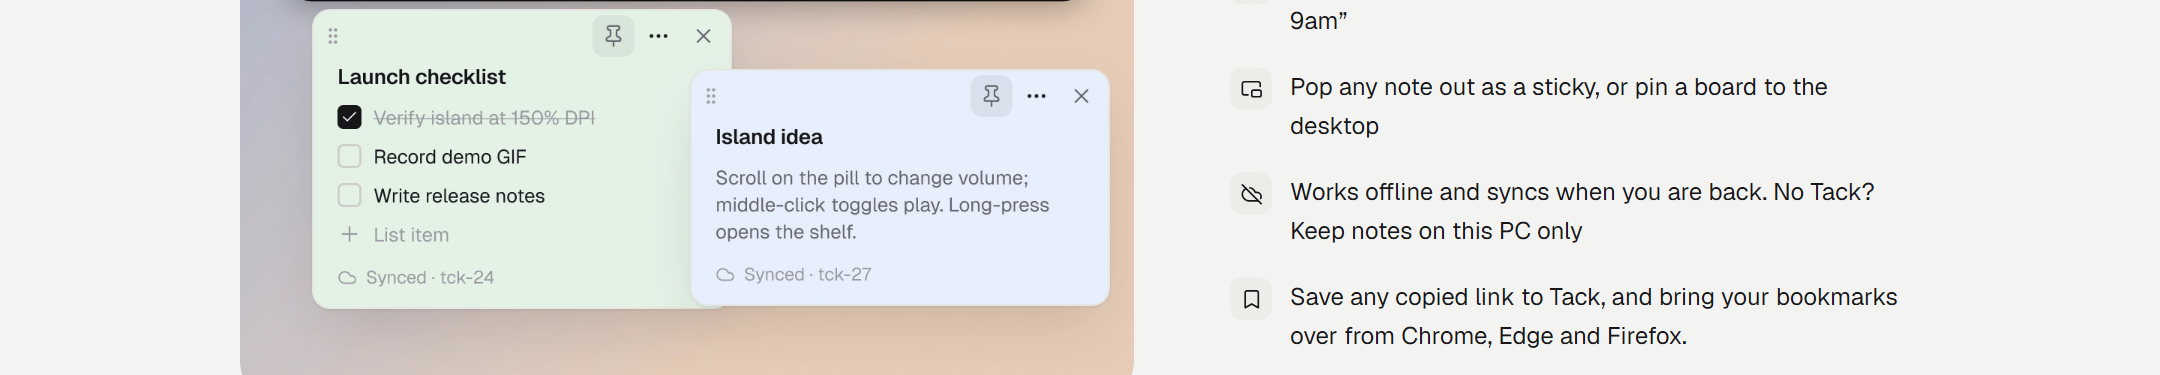 Launch checklist
Verify island at 150% DPI
Record demo GIF
Write release notes
List item
Synced · tck-24
Island idea
Scroll on the pill to change volume;
middle-click toggles play. Long-press
opens the shelf.
Synced · tck-27
9am”
Pop any note out as a sticky, or pin a board to the
desktop
Works offline and syncs when you are back. No Tack?
Keep notes on this PC only
Save any copied link to Tack, and bring your bookmarks
over from Chrome, Edge and Firefox.